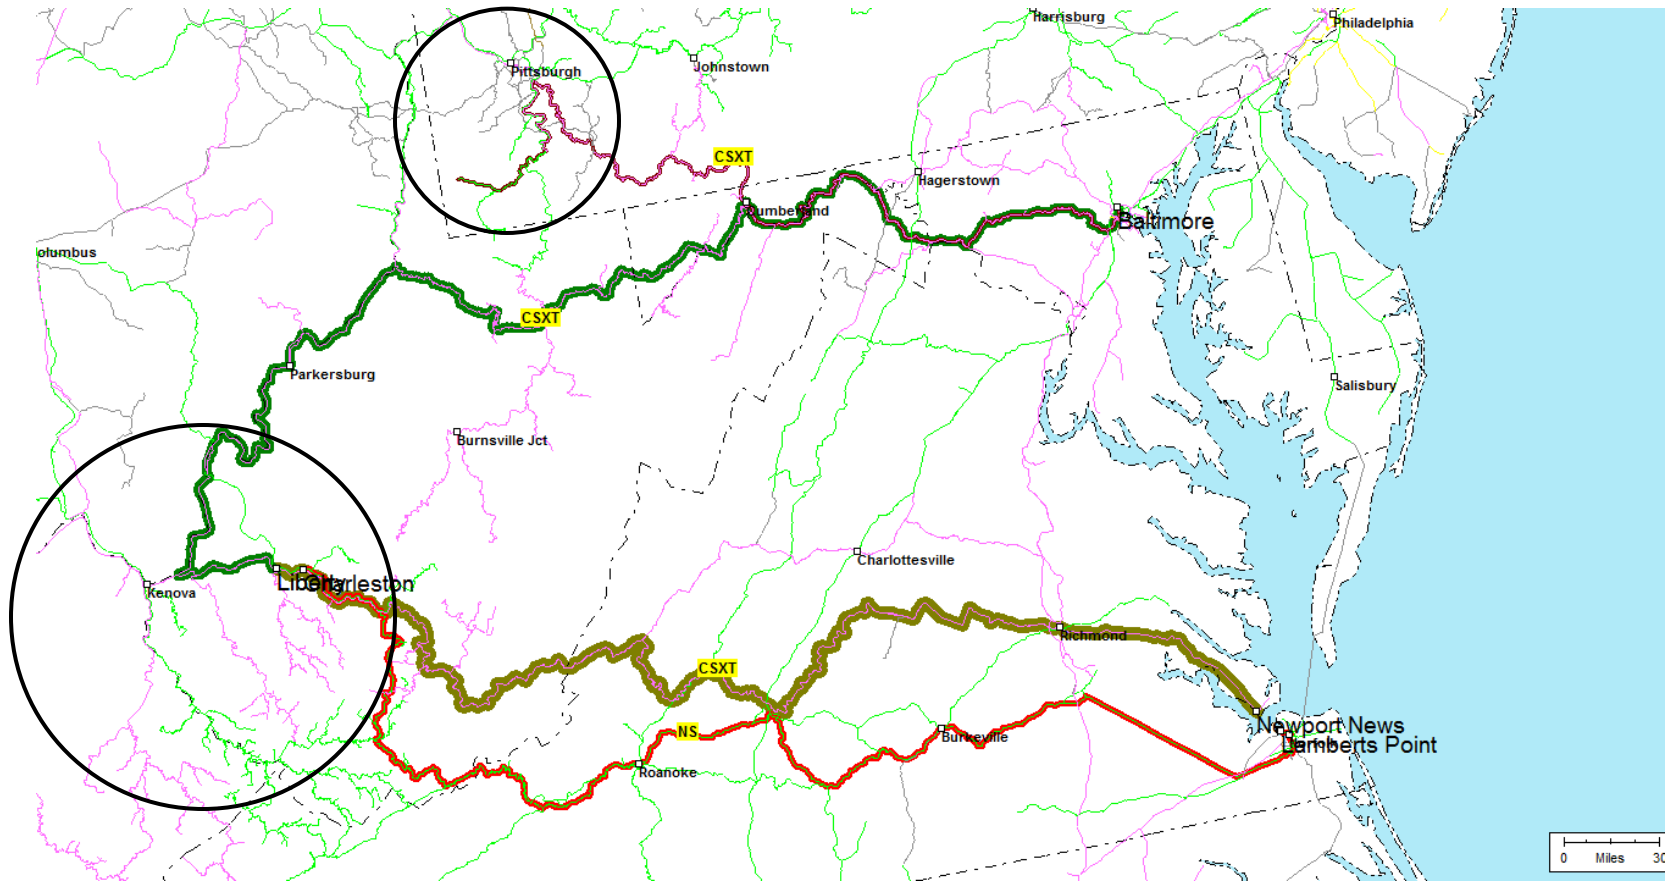 Harrisburg
Philadelphia
Pittsburgh
Johnstown
CSXT
Hagerstown
Cumberland
Baltimore
olumbus
CSXT
Parkersburg
Salisbury
Burnsville Jct
Charlottesville
Kenova
Liberty
Charleston
Richmond
CSXT
NS
Burkeville
Newport News
Lamberts Point
Roanoke
0 Miles 30